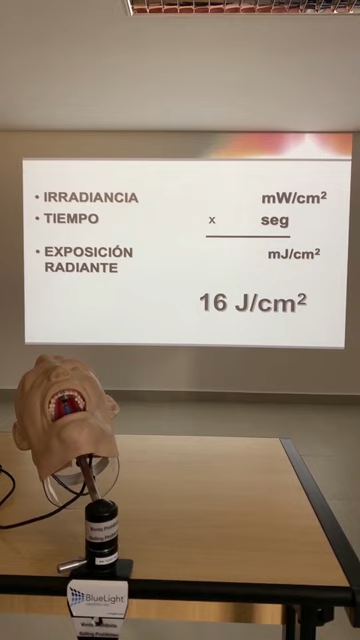 • IRRADIANCIA mW/cm²
• TIEMPO x seg
• EXPOSICIÓN mJ/cm²
RADIANTE
16 J/cm²
BlueLight